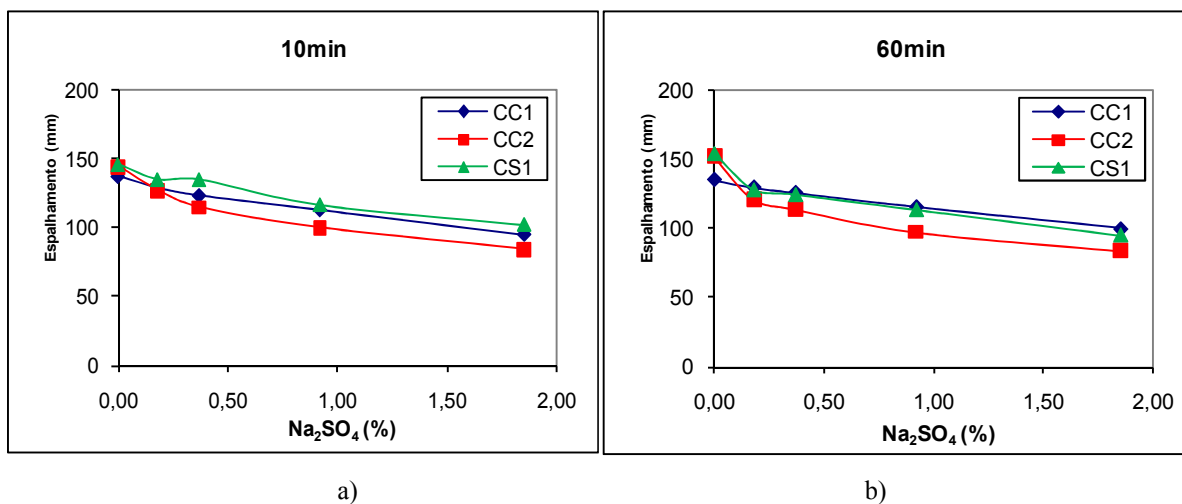 10min
200
150
100
50
0
Espalhamento (mm)
CC1
CC2
CS1
0,00 0,50 1,00 1,50 2,00
Na₂SO₄ (%)
a)
60min
200
150
100
50
0
Espalhamento (mm)
CC1
CC2
CS1
0,00 0,50 1,00 1,50 2,00
Na₂SO₄ (%)
b)